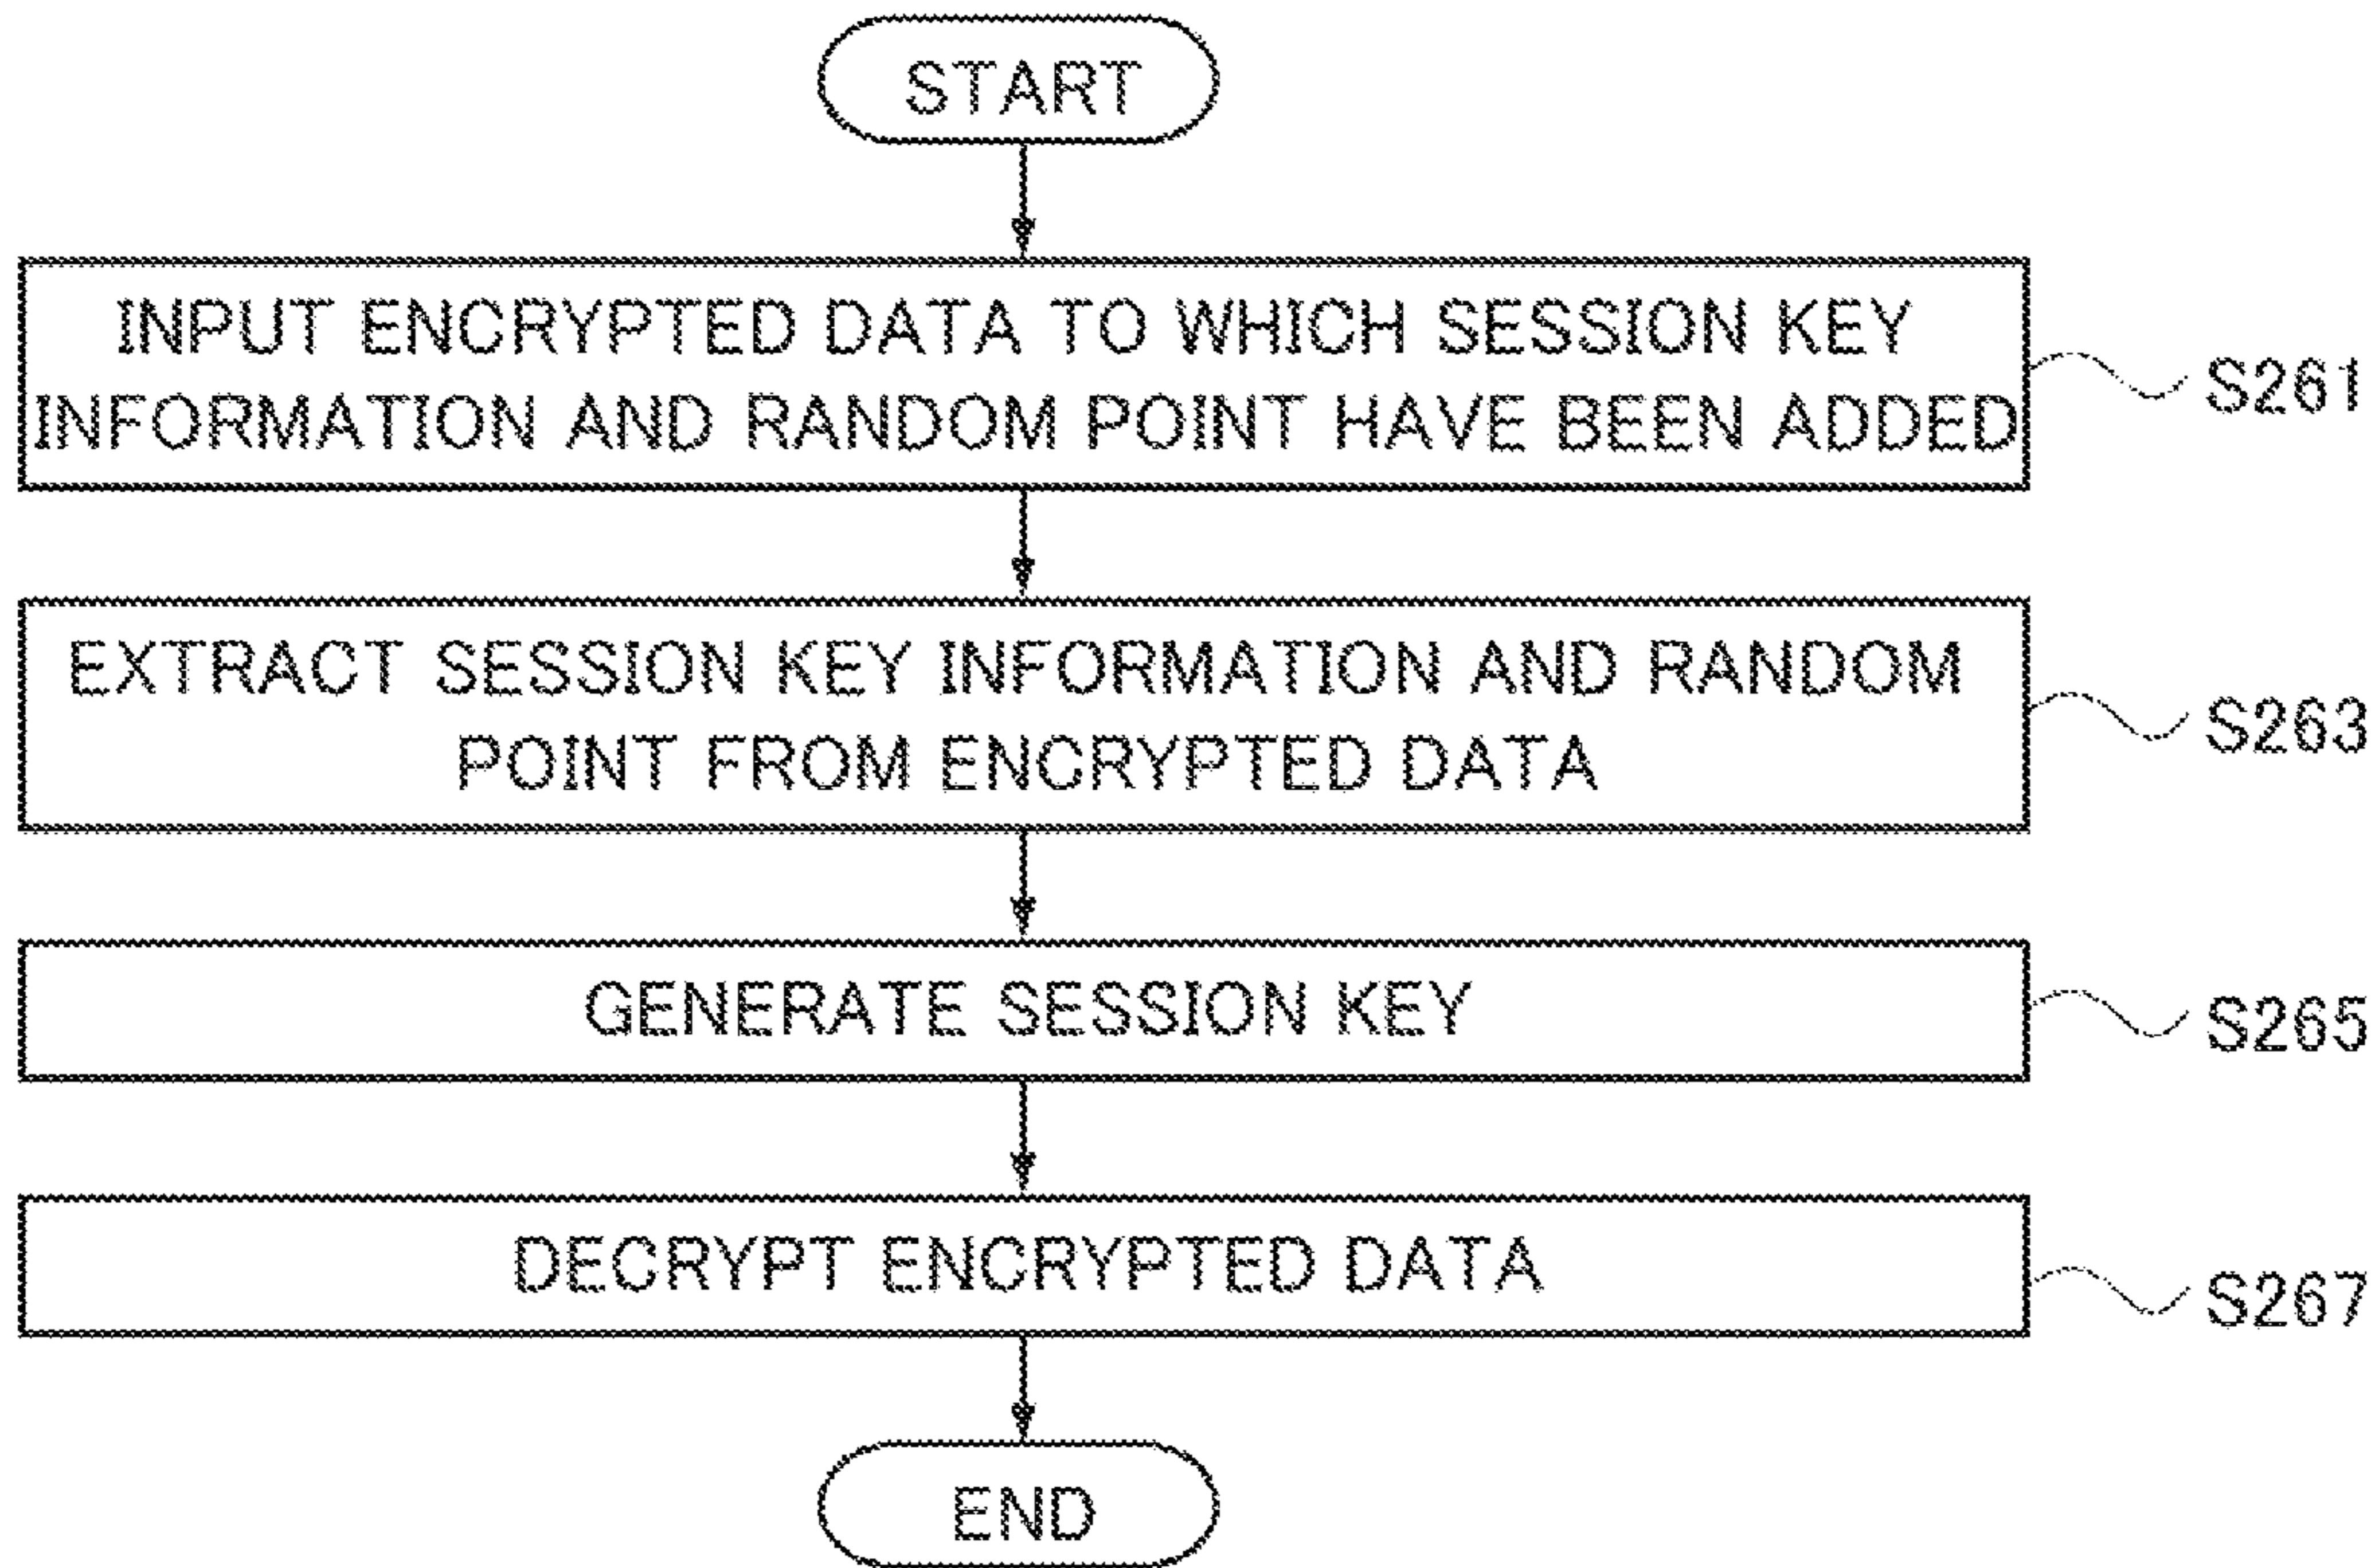 START
INPUT ENCRYPTED DATA TO WHICH SESSION KEY
INFORMATION AND RANDOM POINT HAVE BEEN ADDED
S261
EXTRACT SESSION KEY INFORMATION AND RANDOM
POINT FROM ENCRYPTED DATA
S263
GENERATE SESSION KEY
S265
DECRYPT ENCRYPTED DATA
S267
END